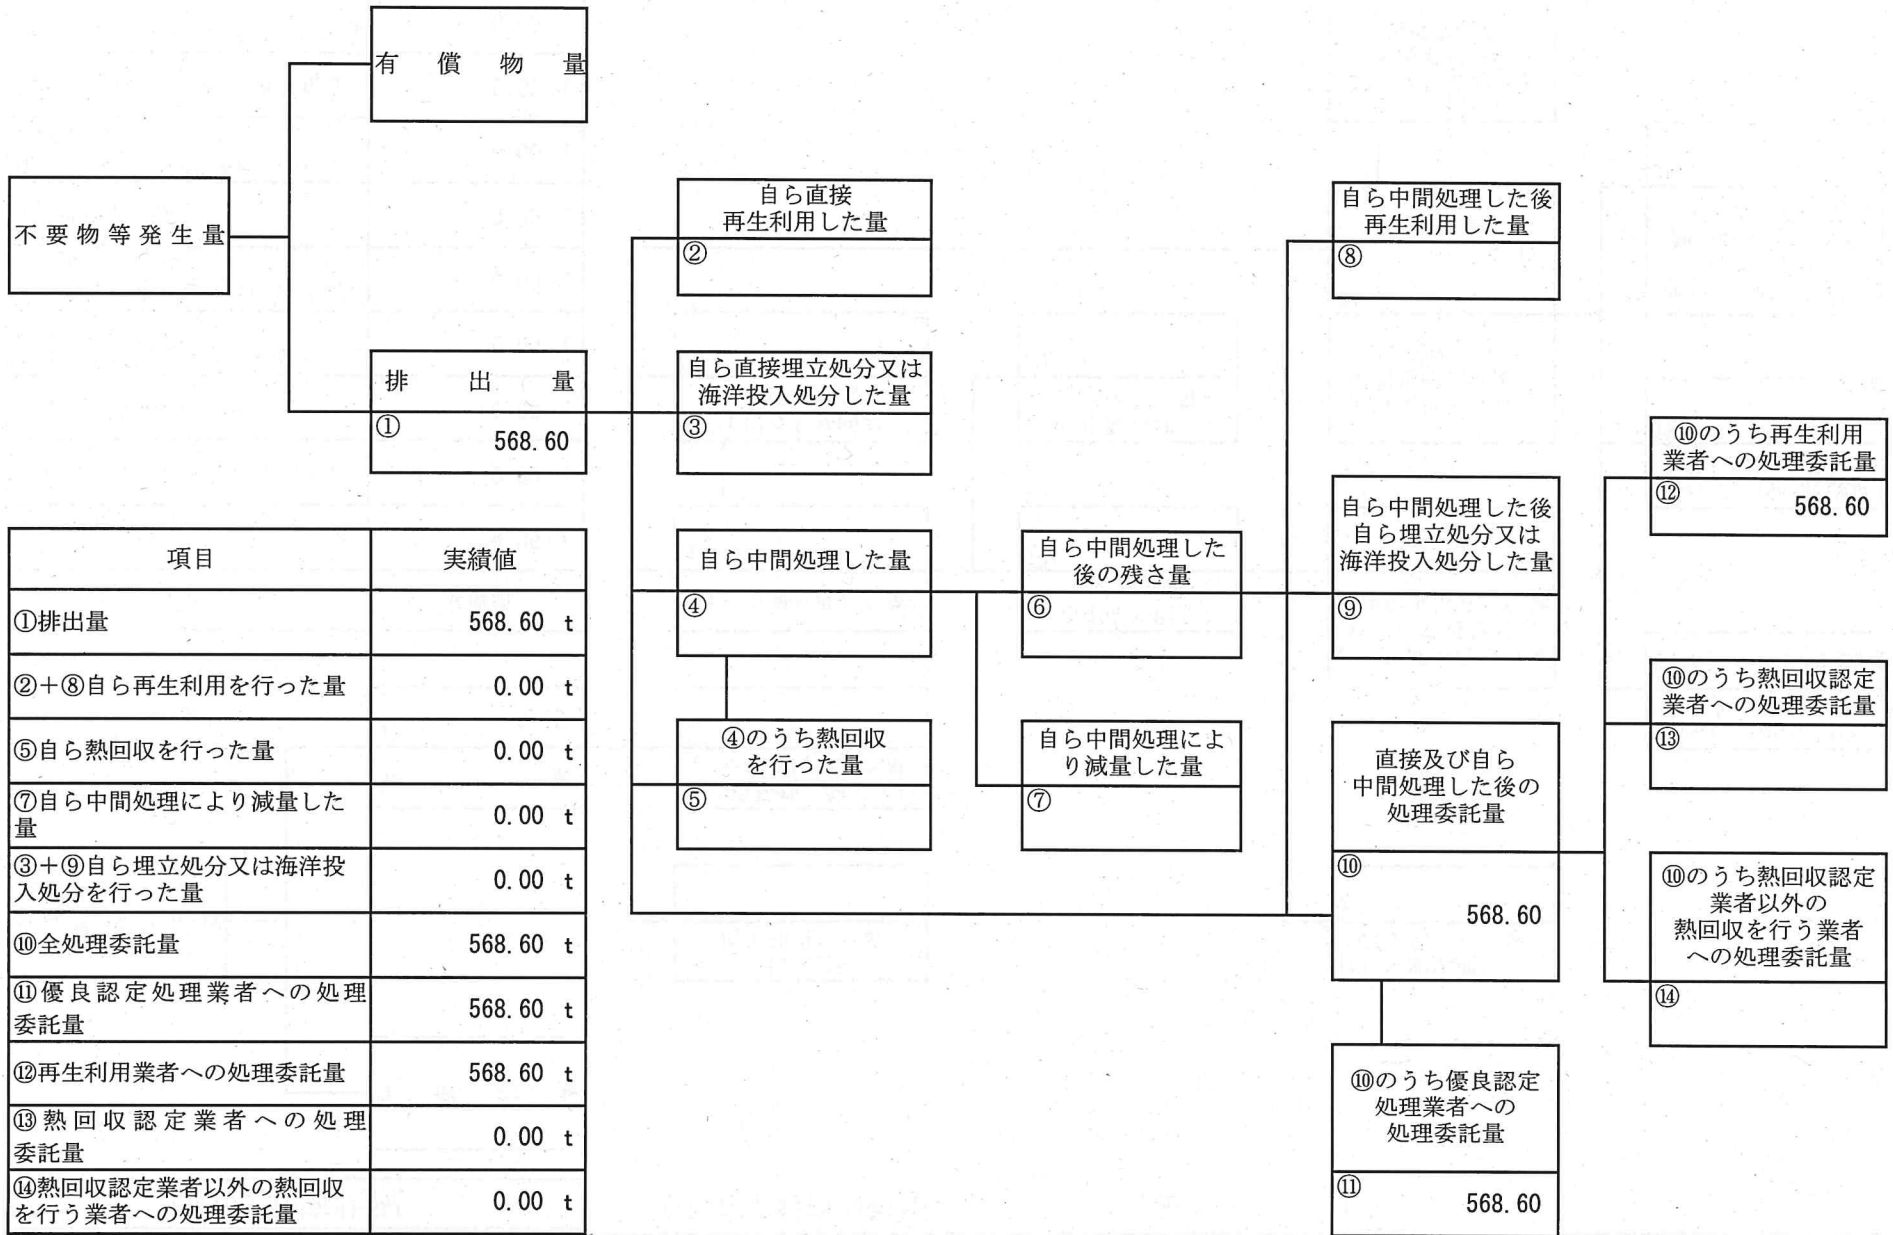 有償物量
不要物等発生量
排出量
① 568.60
自ら直接
再生利用した量
②
自ら直接埋立処分又は
海洋投入処分した量
③
自ら中間処理した量
④
④のうち熱回収
を行った量
⑤
自ら中間処理した
後の残さ量
⑥
自ら中間処理によ
り減量した量
⑦
自ら中間処理した後
再生利用した量
⑧
自ら中間処理した後
自ら埋立処分又は
海洋投入処分した量
⑨
直接及び自ら
中間処理した後の
処理委託量
⑩
568.60
⑩のうち優良認定
処理業者への
処理委託量
⑪ 568.60
⑩のうち再生利用
業者への処理委託量
⑫ 568.60
⑩のうち熱回収認定
業者への処理委託量
⑬
⑩のうち熱回収認定
業者以外の
熱回収を行う業者
への処理委託量
⑭
項目 実績値
①排出量 568.60 t
②+⑧自ら再生利用を行った量 0.00 t
⑤自ら熱回収を行った量 0.00 t
⑦自ら中間処理により減量した
量 0.00 t
③+⑨自ら埋立処分又は海洋投
入処分を行った量 0.00 t
⑩全処理委託量 568.60 t
⑪優良認定処理業者への処理
委託量 568.60 t
⑫再生利用業者への処理委託量 568.60 t
⑬熱回収認定業者への処理
委託量 0.00 t
⑭熱回収認定業者以外の熱回収
を行う業者への処理委託量 0.00 t